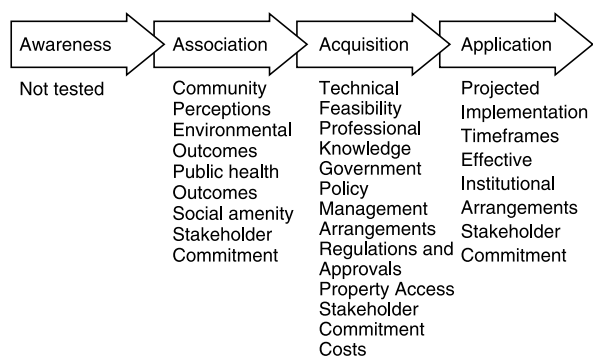 Awareness
Association
Acquisition
Application
Not tested
Community
Perceptions
Environmental
Outcomes
Public health
Outcomes
Social amenity
Stakeholder
Commitment
Technical
Feasibility
Professional
Knowledge
Government
Policy
Management
Arrangements
Regulations and
Approvals
Property Access
Stakeholder
Commitment
Costs
Projected
Implementation
Timeframes
Effective
Institutional
Arrangements
Stakeholder
Commitment